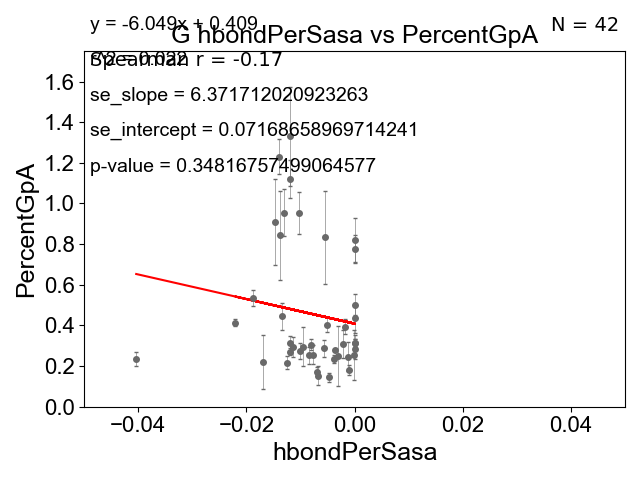 y = -6.049x + 0.409
N = 42
G hbondPerSasa vs PercentGpA
Spearman r = -0.17
se_slope = 6.371712020923263
se_intercept = 0.07168658969714241
p-value = 0.34816757499064577
PercentGpA
1.6
1.4
1.2
1.0
0.8
0.6
0.4
0.2
0.0
−0.04 −0.02 0.00 0.02 0.04
hbondPerSasa